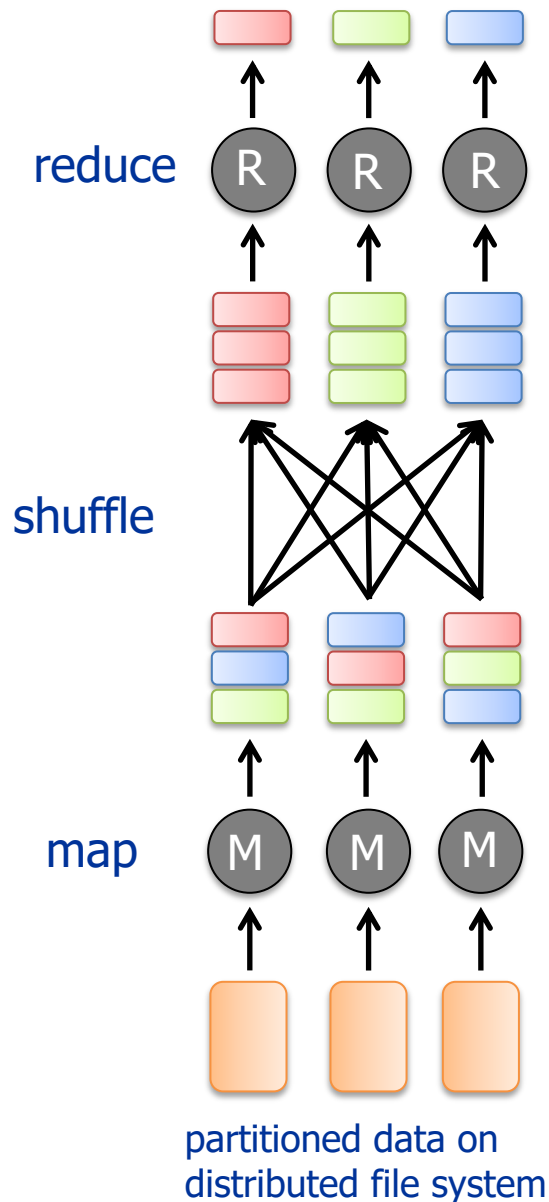 reduce
R R R
shuffle
map
M M M
partitioned data on
distributed file system